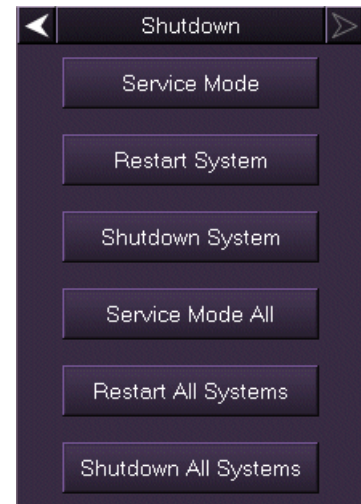 Shutdown
Service Mode
Restart System
Shutdown System
Service Mode All
Restart All Systems
Shutdown All Systems